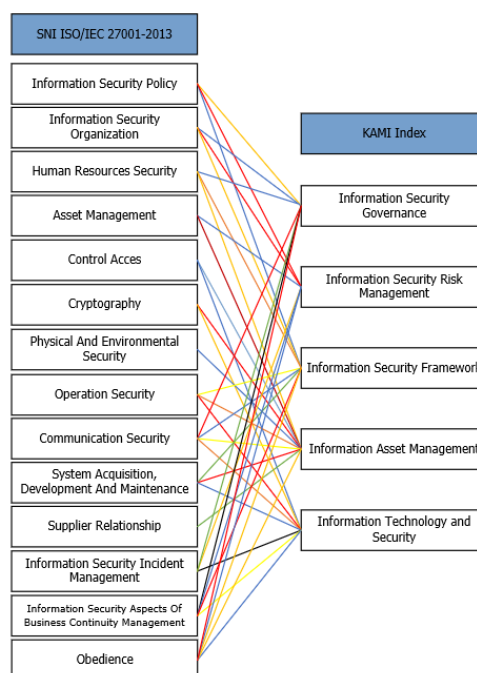 SNI ISO/IEC 27001-2013
Information Security Policy
Information Security
Organization
Human Resources Security
Asset Management
Control Acces
Cryptography
Physical And Environmental
Security
Operation Security
Communication Security
System Acquisition,
Development And Maintenance
Supplier Relationship
Information Security Incident
Management
Information Security Aspects Of
Business Continuity Management
Obedience
KAMI Index
Information Security
Governance
Information Security Risk
Management
Information Security Framework
Information Asset Management
Information Technology and
Security